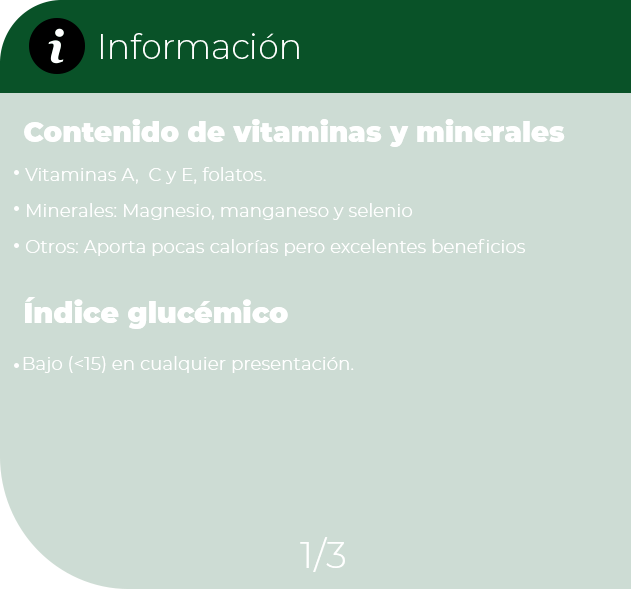 i Información
Contenido de vitaminas y minerales
• Vitaminas A, C y E, folatos.
• Minerales: Magnesio, manganeso y selenio
• Otros: Aporta pocas calorías pero excelentes beneficios
Índice glucémico
• Bajo (<15) en cualquier presentación.
1/3